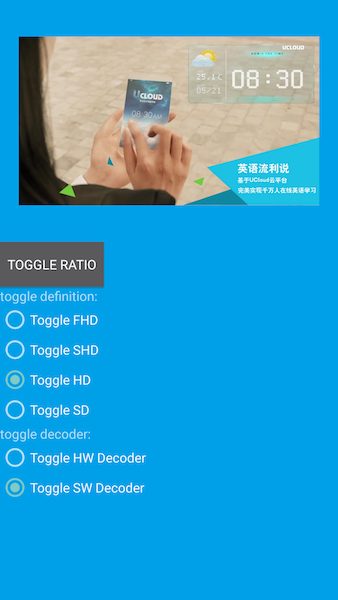 UCLOUD
25.1℃
05/21
08:30
UCLOUD
08:30
英语流利说
基于UCloud云平台
完美实现千万人在线英语学习
TOGGLE RATIO
toggle definition:
Toggle FHD
Toggle SHD
Toggle HD
Toggle SD
toggle decoder:
Toggle HW Decoder
Toggle SW Decoder